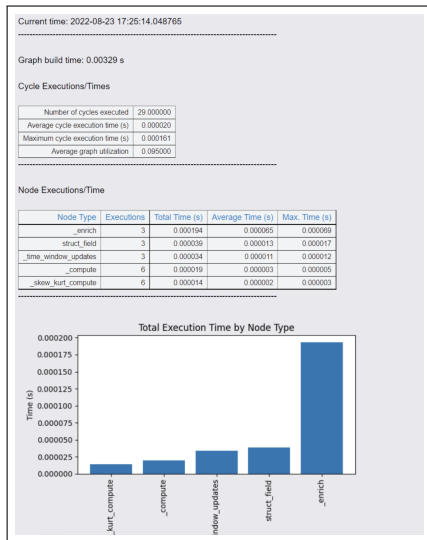 Current time: 2022-08-23 17:25:14.048765
Graph build time: 0.00329 s
Cycle Executions/Times
Number of cycles executed 29.000000
Average cycle execution time (s) 0.000020
Maximum cycle execution time (s) 0.000161
Average graph utilization 0.095000
Node Executions/Time
Node Type Executions Total Time (s) Average Time (s) Max. Time (s)
_enrich 3 0.000194 0.000065 0.000069
struct_field 3 0.000039 0.000013 0.000017
_time_window_updates 3 0.000034 0.000011 0.000012
_compute 6 0.000019 0.000003 0.000005
_skew_kurt_compute 6 0.000014 0.000002 0.000003
Total Execution Time by Node Type
Time (s)
0.000200
0.000175
0.000150
0.000125
0.000100
0.000075
0.000050
0.000025
0.000000
_kurt_compute
_compute
indow_updates
struct_field
_enrich